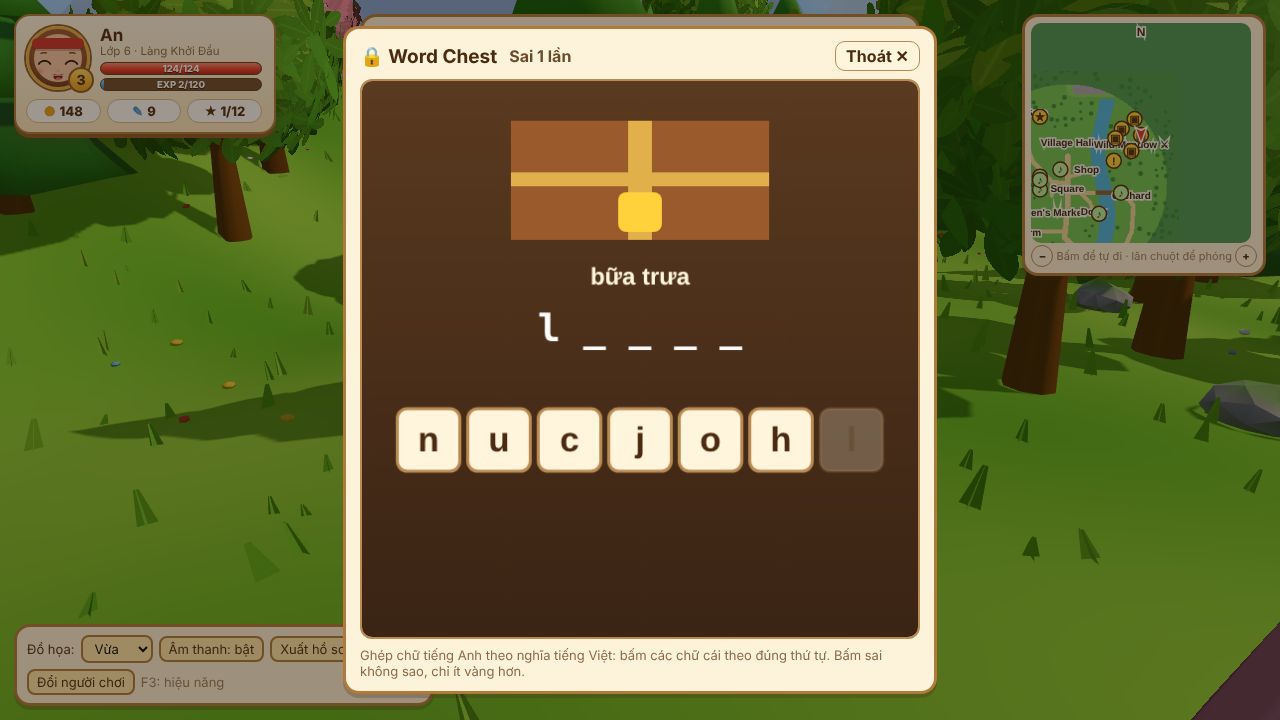 An
Lớp 6 · Làng Khởi Đầu
124/124
3
EXP 2/120
148
9
★ 1/12
🔒 Word Chest Sai 1 lần
Thoát ✕
bữa trưa
l _ _ _ _
n u c j o h l
Ghép chữ tiếng Anh theo nghĩa tiếng Việt: bấm các chữ cái theo đúng thứ tự. Bấm sai
không sao, chỉ ít vàng hơn.
N
Village Hall
Shop
Square
− Bấm để tự đi · lăn chuột để phóng +
Đồ họa: Vừa Âm thanh: bật Xuất hồ sơ
Đổi người chơi F3: hiệu năng